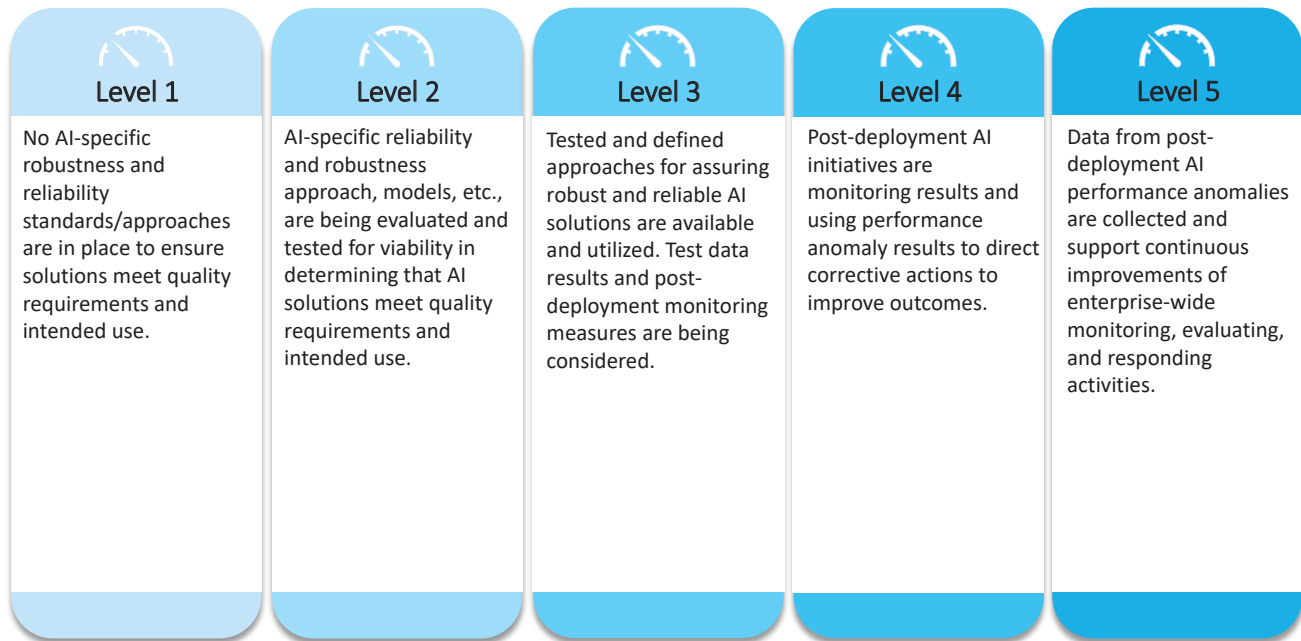 Level 1
No AI-specific
robustness and
reliability
standards/approaches
are in place to ensure
solutions meet quality
requirements and
intended use.
Level 2
AI-specific reliability
and robustness
approach, models, etc.,
are being evaluated and
tested for viability in
determining that AI
solutions meet quality
requirements and
intended use.
Level 3
Tested and defined
approaches for assuring
robust and reliable AI
solutions are available
and utilized. Test data
results and post-
deployment monitoring
measures are being
considered.
Level 4
Post-deployment AI
initiatives are
monitoring results and
using performance
anomaly results to direct
corrective actions to
improve outcomes.
Level 5
Data from post-
deployment AI
performance anomalies
are collected and
support continuous
improvements of
enterprise-wide
monitoring, evaluating,
and responding
activities.